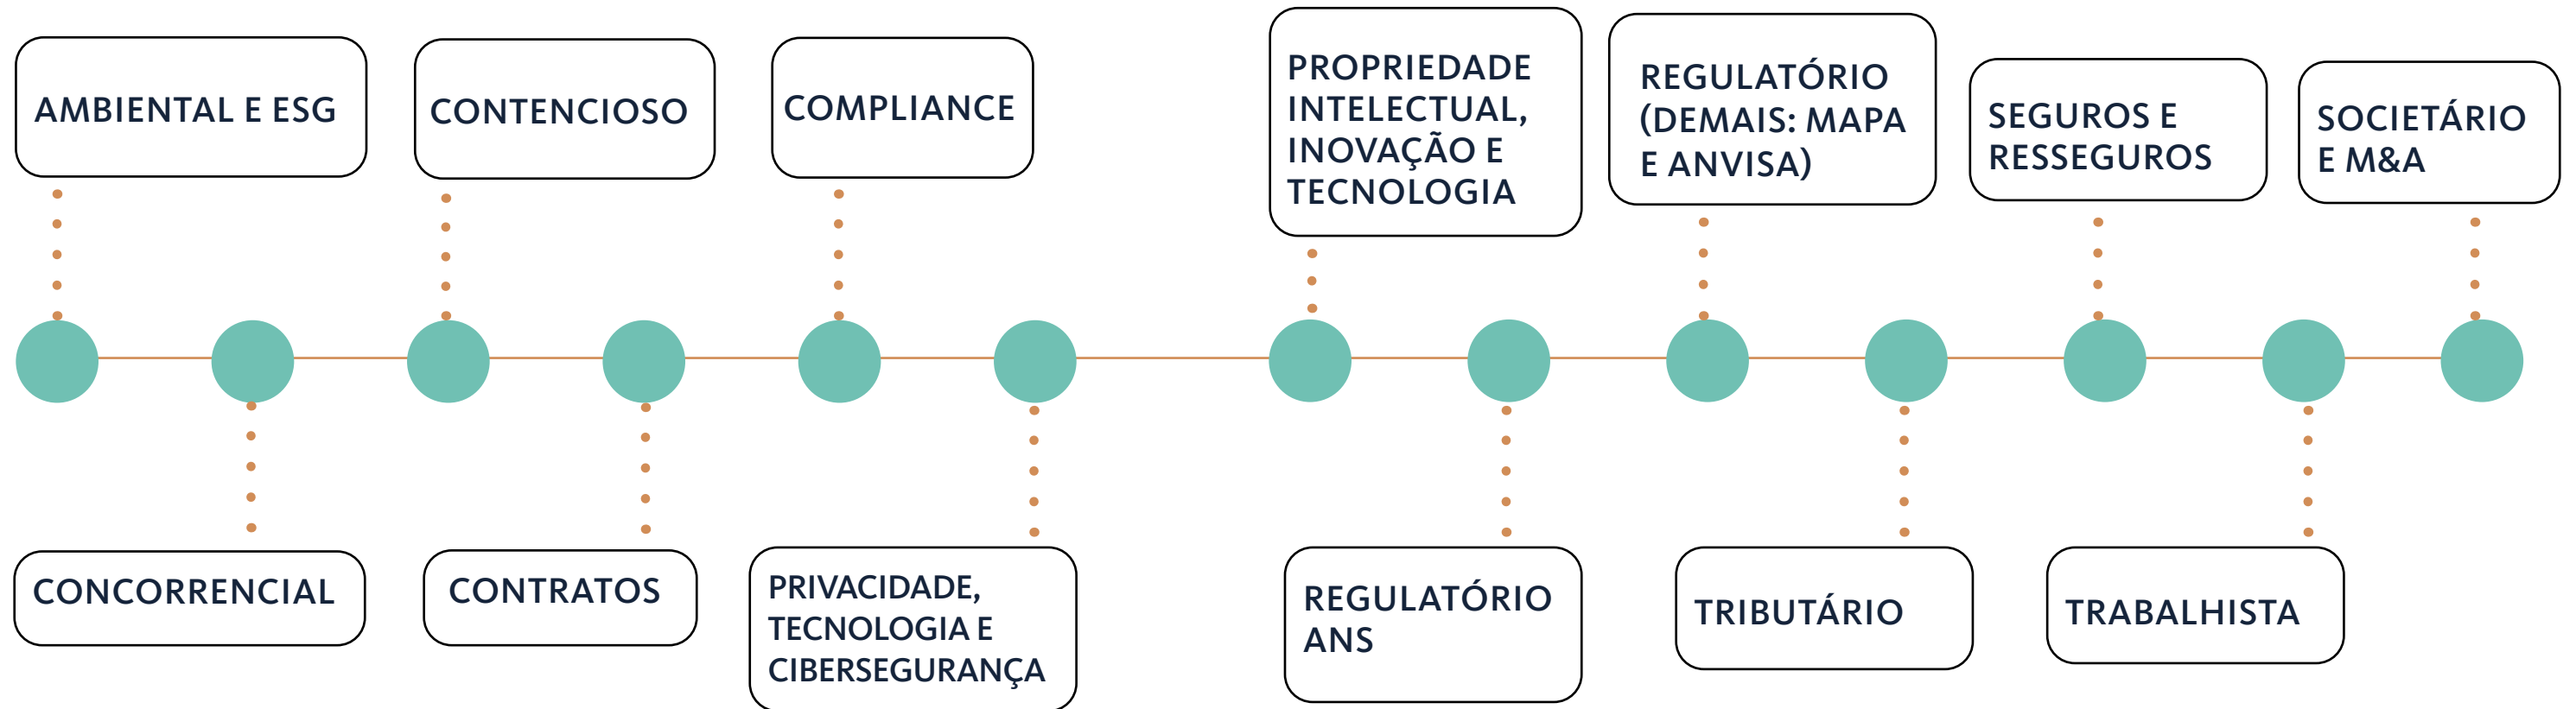 AMBIENTAL E ESG
CONTENCIOSO
COMPLIANCE
PROPRIEDADE
INTELECTUAL,
INOVAÇÃO E
TECNOLOGIA
REGULATÓRIO
(DEMAIS: MAPA
E ANVISA)
SEGUROS E
RESSEGUROS
SOCIETÁRIO
E M&A
CONCORRENCIAL
CONTRATOS
PRIVACIDADE,
TECNOLOGIA E
CIBERSEGURANÇA
REGULATÓRIO
ANS
TRIBUTÁRIO
TRABALHISTA